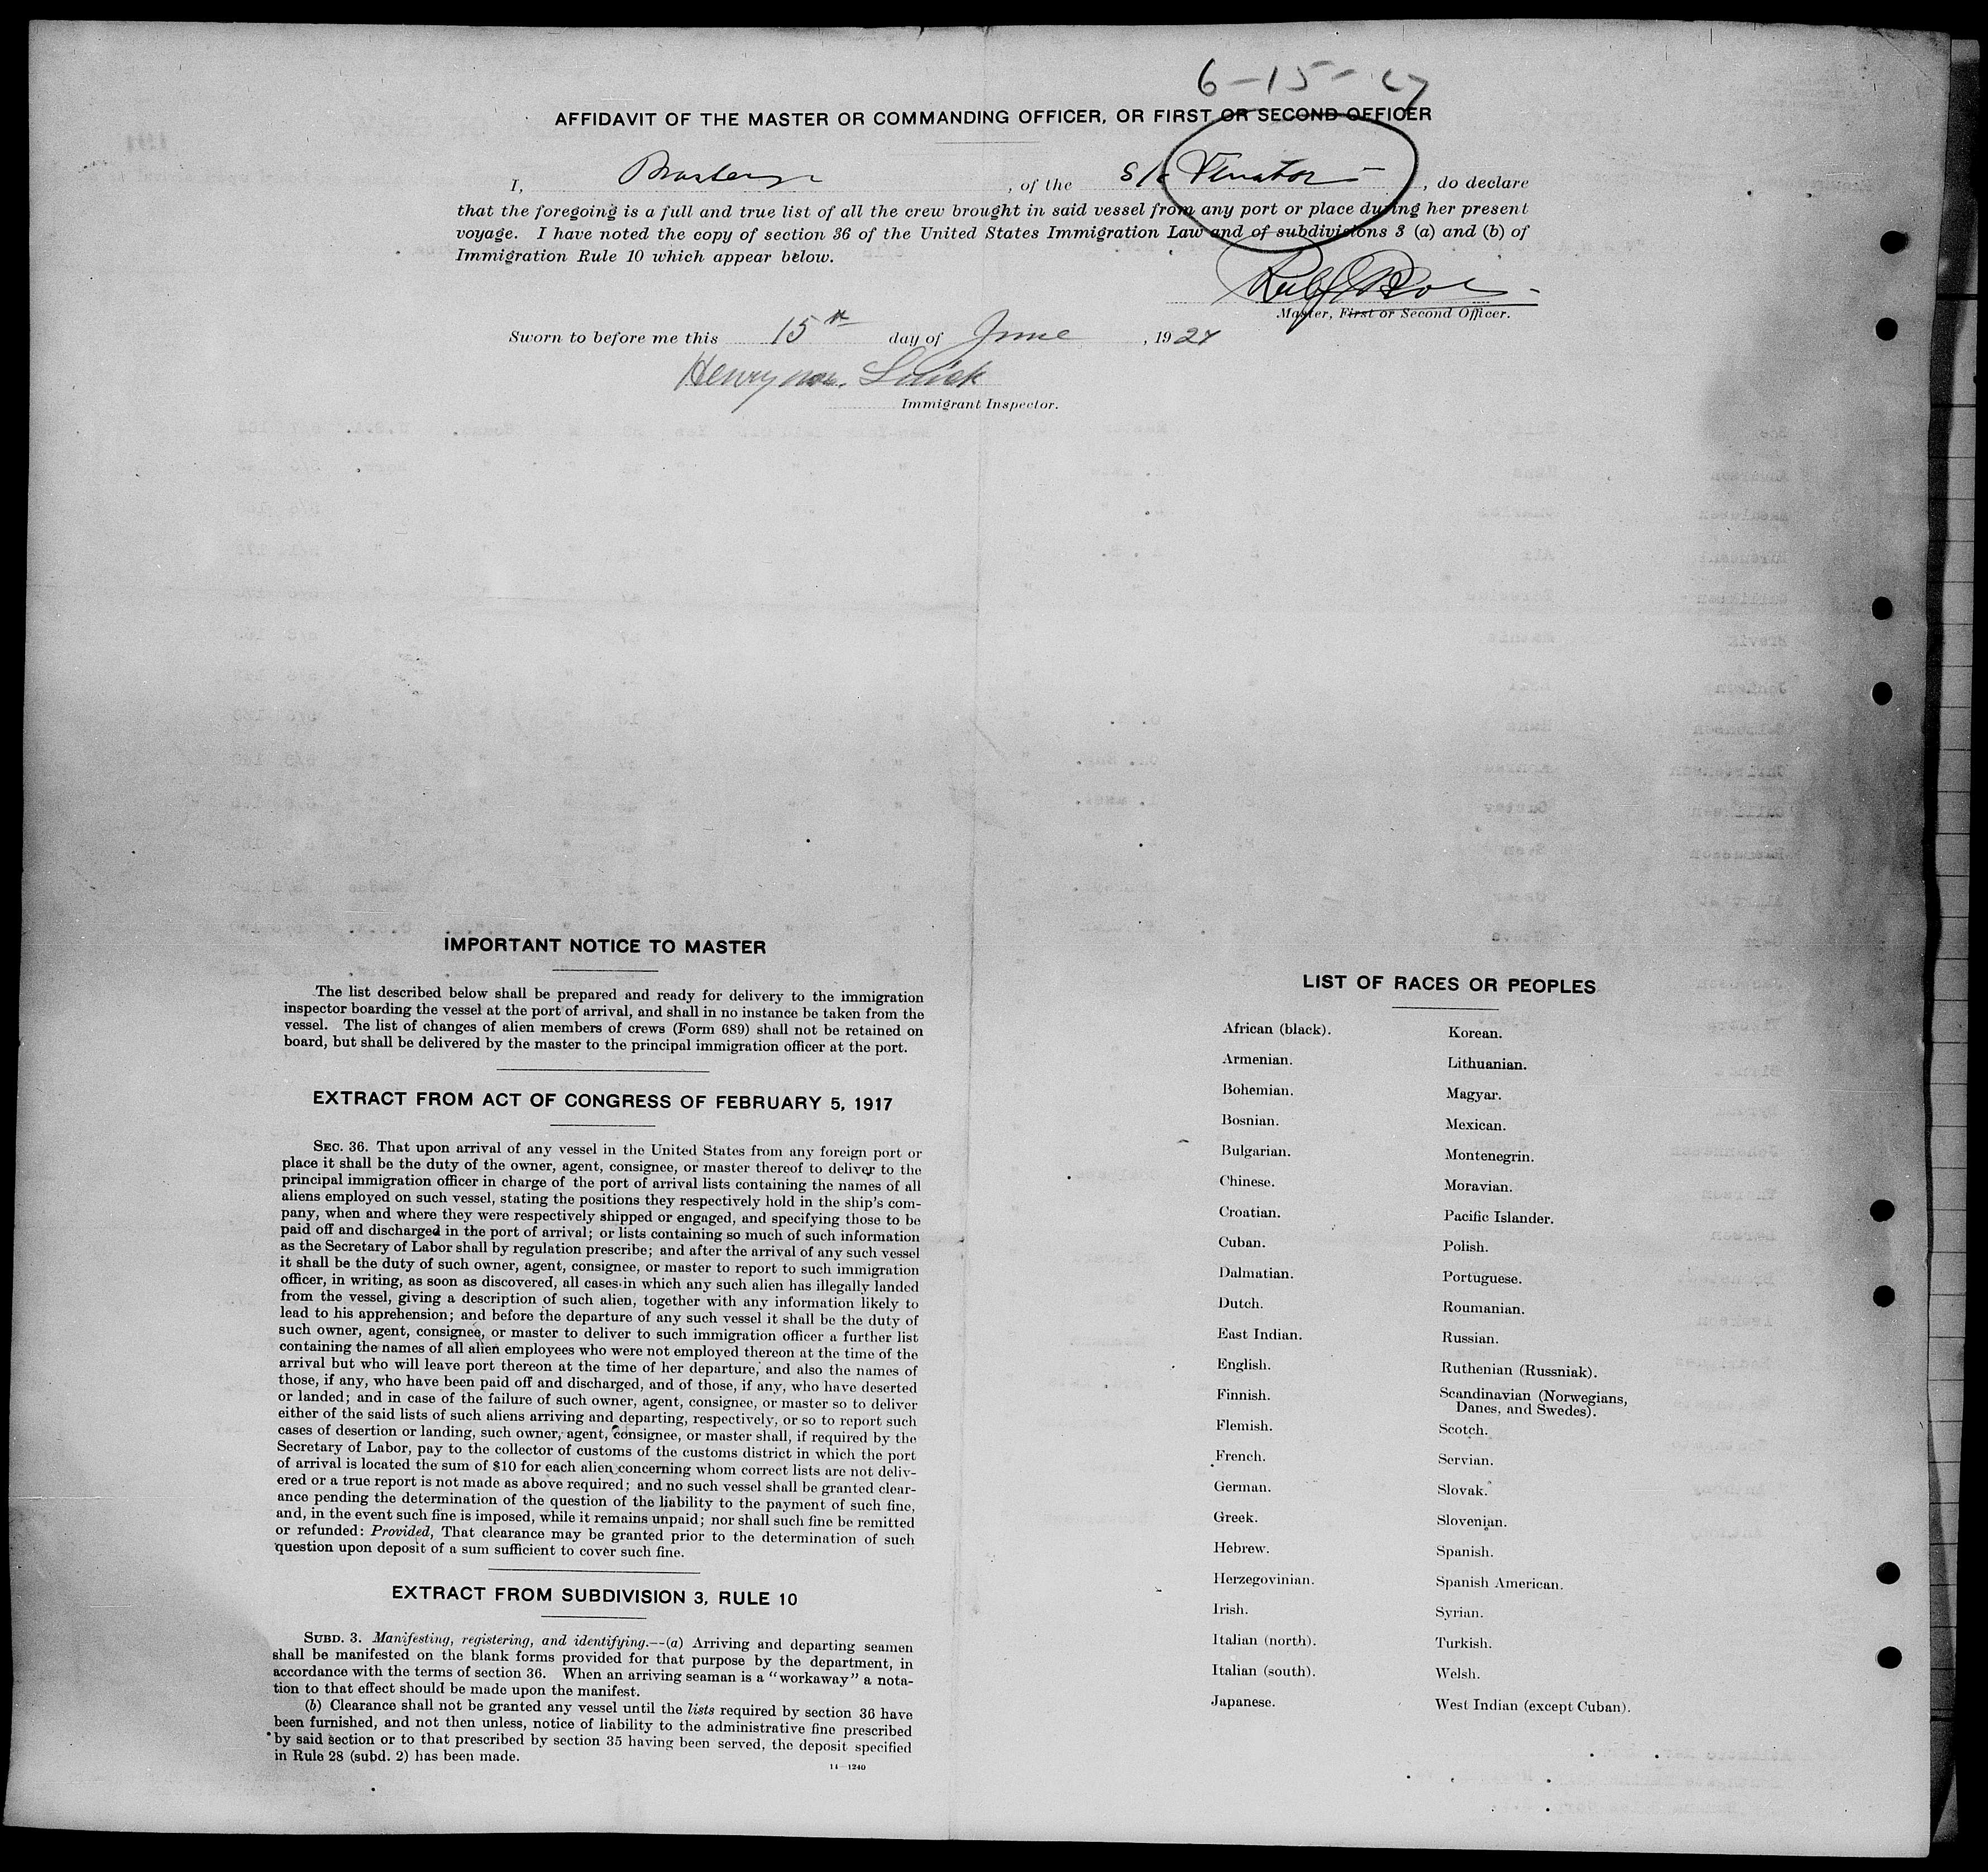 6-15-27
AFFIDAVIT OF THE MASTER OR COMMANDING OFFICER, OR FIRST OR SECOND OFFICER
I, Master , of the S/S Venator , do declare
that the foregoing is a full and true list of all the crew brought in said vessel from any port or place during her present
voyage. I have noted the copy of section 36 of the United States Immigration Law and of subdivisions 3 (a) and (b) of
Immigration Rule 10 which appear below.
Master, First or Second Officer.
Sworn to before me this 15th day of June , 1927
Henry
Immigrant Inspector.
IMPORTANT NOTICE TO MASTER
The list described below shall be prepared and ready for delivery to the immigration
inspector boarding the vessel at the port of arrival, and shall in no instance be taken from the
vessel. The list of changes of alien members of crews (Form 689) shall not be retained on
board, but shall be delivered by the master to the principal immigration officer at the port.
EXTRACT FROM ACT OF CONGRESS OF FEBRUARY 5, 1917
SEC. 36. That upon arrival of any vessel in the United States from any foreign port or
place it shall be the duty of the owner, agent, consignee, or master thereof to deliver to the
principal immigration officer in charge of the port of arrival lists containing the names of all
aliens employed on such vessel, stating the positions they respectively hold in the ship's com-
pany, when and where they were respectively shipped or engaged, and specifying those to be
paid off and discharged in the port of arrival; or lists containing so much of such information
as the Secretary of Labor shall by regulation prescribe; and after the arrival of any such vessel
it shall be the duty of such owner, agent, consignee, or master to report to such immigration
officer, in writing, as soon as discovered, all cases in which any such alien has illegally landed
from the vessel, giving a description of such alien, together with any information likely to
lead to his apprehension; and before the departure of any such vessel it shall be the duty of
such owner, agent, consignee, or master to deliver to such immigration officer a further list
containing the names of all alien employees who were not employed thereon at the time of the
arrival but who will leave port thereon at the time of her departure, and also the names of
those, if any, who have been paid off and discharged, and of those, if any, who have deserted
or landed; and in case of the failure of such owner, agent, consignee, or master so to deliver
either of the said lists of such aliens arriving and departing, respectively, or so to report such
cases of desertion or landing, such owner, agent, consignee, or master shall, if required by the
Secretary of Labor, pay to the collector of customs of the customs district in which the port
of arrival is located the sum of $10 for each alien concerning whom correct lists are not deliv-
ered or a true report is not made as above required; and no such vessel shall be granted clear-
ance pending the determination of the question of the liability to the payment of such fine,
and, in the event such fine is imposed, while it remains unpaid; nor shall such fine be remitted
or refunded: Provided, That clearance may be granted prior to the determination of such
question upon deposit of a sum sufficient to cover such fine.
EXTRACT FROM SUBDIVISION 3, RULE 10
SUBD. 3. Manifesting, registering, and identifying.--(a) Arriving and departing seamen
shall be manifested on the blank forms provided for that purpose by the department, in
accordance with the terms of section 36. When an arriving seaman is a "workaway" a nota-
tion to that effect should be made upon the manifest.
(b) Clearance shall not be granted any vessel until the lists required by section 36 have
been furnished, and not then unless, notice of liability to the administrative fine prescribed
by said section or to that prescribed by section 35 having been served, the deposit specified
in Rule 28 (subd. 2) has been made.
14—1240
LIST OF RACES OR PEOPLES
African (black).
Armenian.
Bohemian.
Bosnian.
Bulgarian.
Chinese.
Croatian.
Cuban.
Dalmatian.
Dutch.
East Indian.
English.
Finnish.
Flemish.
French.
German.
Greek.
Hebrew.
Herzegovinian.
Irish.
Italian (north).
Italian (south).
Japanese.
Korean.
Lithuanian.
Magyar.
Mexican.
Montenegrin.
Moravian.
Pacific Islander.
Polish.
Portuguese.
Roumanian.
Russian.
Ruthenian (Russniak).
Scandinavian (Norwegians,
Danes, and Swedes).
Scotch.
Servian.
Slovak.
Slovenian.
Spanish.
Spanish American.
Syrian.
Turkish.
Welsh.
West Indian (except Cuban).